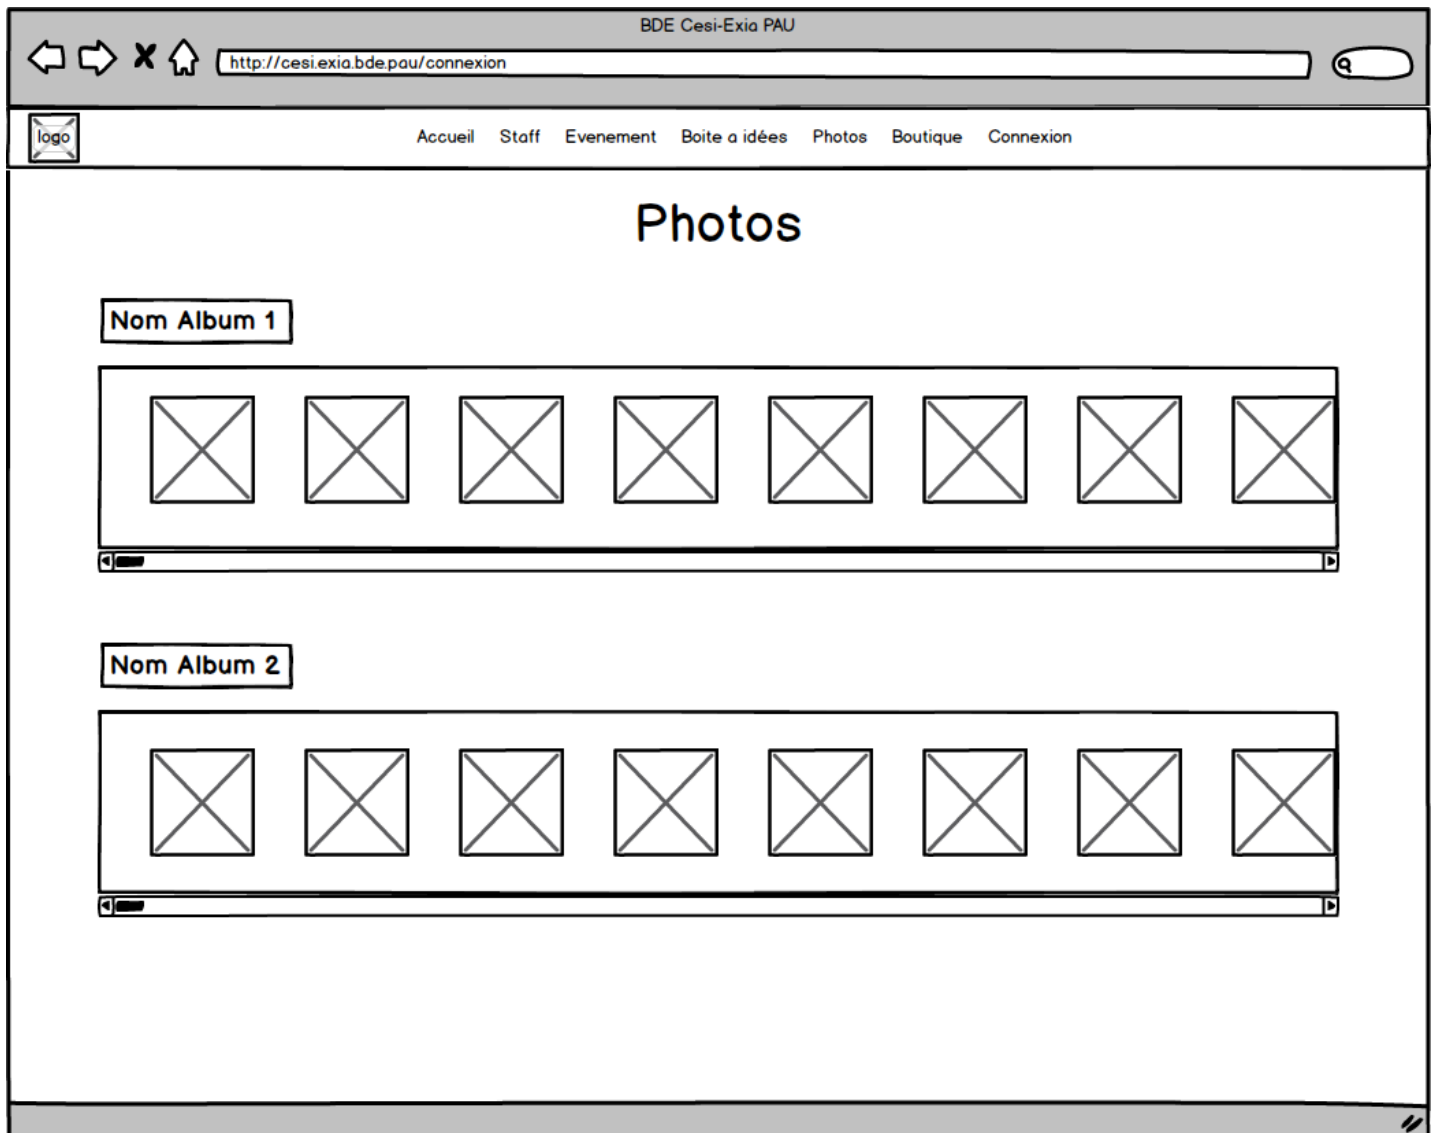 BDE Cesi-Exia PAU
http://cesi.exia.bde.pau/connexion
logo Accueil Staff Evenement Boite a idées Photos Boutique Connexion
Photos
Nom Album 1
Nom Album 2